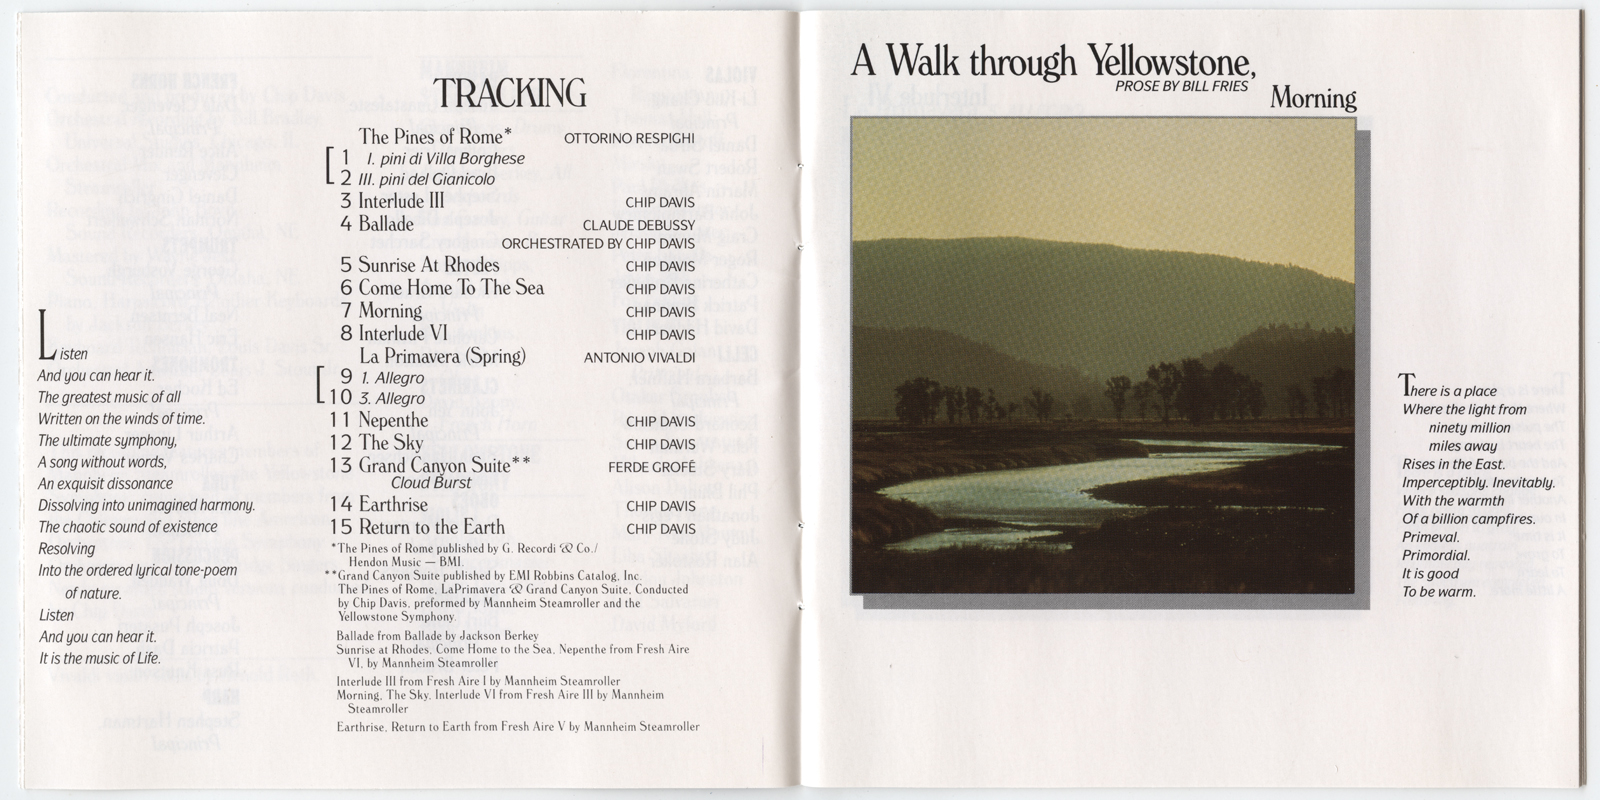 TRACKING
The Pines of Rome* OTTORINO RESPIGHI
1 I. pini di Villa Borghese
2 III. pini del Gianicolo
3 Interlude III CHIP DAVIS
4 Ballade CLAUDE DEBUSSY
ORCHESTRATED BY CHIP DAVIS
5 Sunrise At Rhodes CHIP DAVIS
6 Come Home To The Sea CHIP DAVIS
7 Morning CHIP DAVIS
8 Interlude VI CHIP DAVIS
La Primavera (Spring) ANTONIO VIVALDI
9 1. Allegro
10 3. Allegro
11 Nepenthe CHIP DAVIS
12 The Sky CHIP DAVIS
13 Grand Canyon Suite** FERDE GROFÉ
Cloud Burst
14 Earthrise CHIP DAVIS
15 Return to the Earth CHIP DAVIS
*The Pines of Rome published by G. Recordi & Co./
Hendon Music — BMI.
**Grand Canyon Suite published by EMI Robbins Catalog, Inc.
The Pines of Rome, LaPrimavera & Grand Canyon Suite, Conducted
by Chip Davis, preformed by Mannheim Steamroller and the
Yellowstone Symphony.
Ballade from Ballade by Jackson Berkey
Sunrise at Rhodes, Come Home to the Sea, Nepenthe from Fresh Aire
VI, by Mannheim Steamroller
Interlude III from Fresh Aire I by Mannheim Steamroller
Morning, The Sky, Interlude VI from Fresh Aire III by Mannheim
Steamroller
Earthrise, Return to Earth from Fresh Aire V by Mannheim Steamroller
Listen
And you can hear it.
The greatest music of all
Written on the winds of time.
The ultimate symphony,
A song without words,
An exquisit dissonance
Dissolving into unimagined harmony.
The chaotic sound of existence
Resolving
Into the ordered lyrical tone-poem
of nature.
Listen
And you can hear it.
It is the music of Life.
A Walk through Yellowstone,
PROSE BY BILL FRIES
Morning
There is a place
Where the light from
ninety million
miles away
Rises in the East.
Imperceptibly. Inevitably.
With the warmth
Of a billion campfires.
Primeval.
Primordial.
It is good
To be warm.